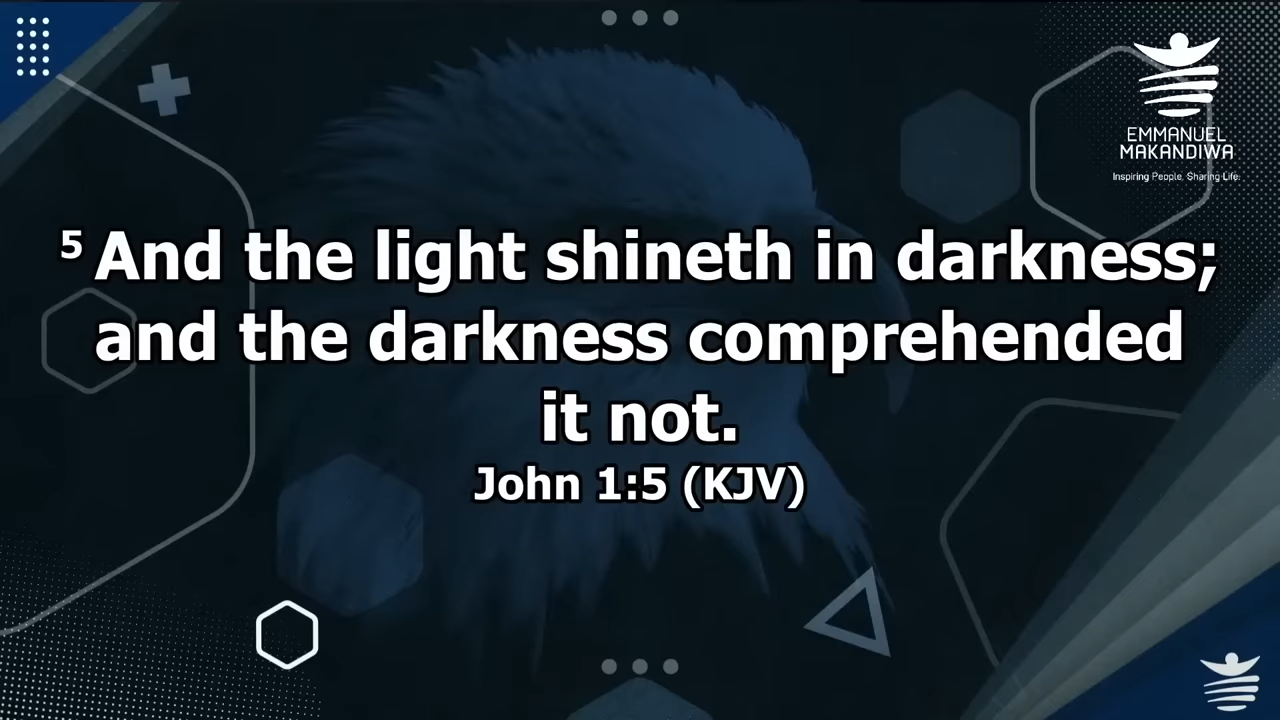 EMMANUEL
MAKANDIWA
Inspiring People. Sharing Life.
5 And the light shineth in darkness;
and the darkness comprehended
it not.
John 1:5 (KJV)